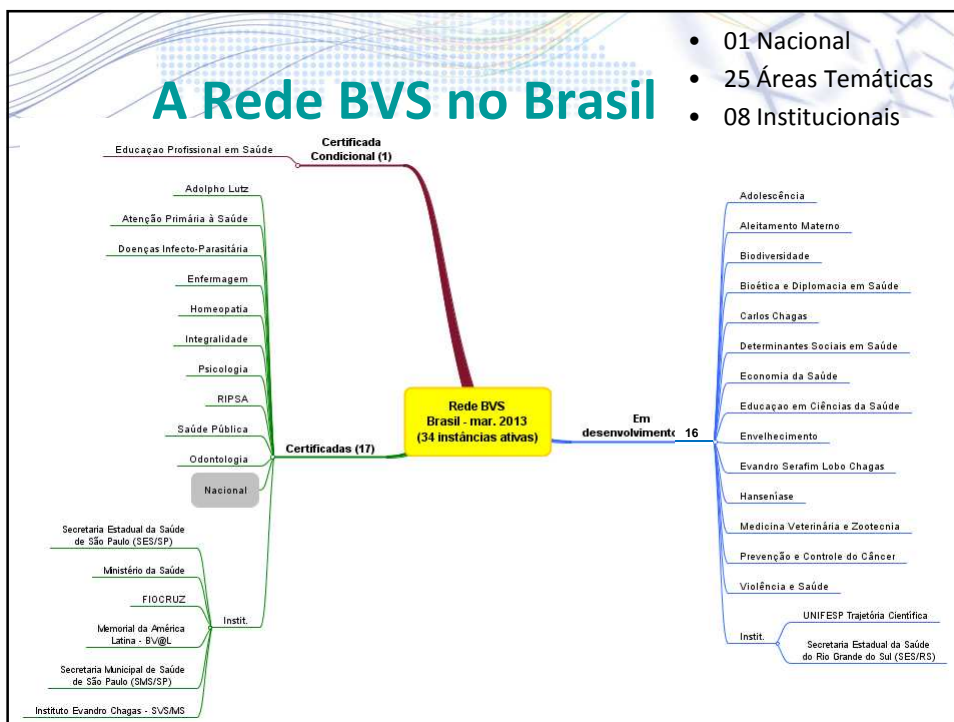 A Rede BVS no Brasil
• 01 Nacional
• 25 Áreas Temáticas
• 08 Institucionais
Certificada
Condicional (1)
Educaçao Profissional em Saúde
Adolpho Lutz
Atenção Primária à Saúde
Doenças Infecto-Parasitária
Enfermagem
Homeopatia
Integralidade
Psicologia
RIPSA
Saúde Pública
Odontologia
Nacional
Certificadas (17)
Secretaria Estadual da Saúde
de São Paulo (SES/SP)
Ministério da Saúde
FIOCRUZ
Memorial da América
Latina - BV@L
Secretaria Municipal de Saúde
de São Paulo (SMS/SP)
Instituto Evandro Chagas - SVS/MS
Instit.
Rede BVS
Brasil - mar. 2013
(34 instâncias ativas)
Em
desenvolvimento 16
Adolescência
Aleitamento Materno
Biodiversidade
Bioética e Diplomacia em Saúde
Carlos Chagas
Determinantes Sociais em Saúde
Economia da Saúde
Educaçao em Ciências da Saúde
Envelhecimento
Evandro Serafim Lobo Chagas
Hanseníase
Medicina Veterinária e Zootecnia
Prevenção e Controle do Câncer
Violência e Saúde
Instit.
UNIFESP Trajetória Científica
Secretaria Estadual da Saúde
do Rio Grande do Sul (SES/RS)